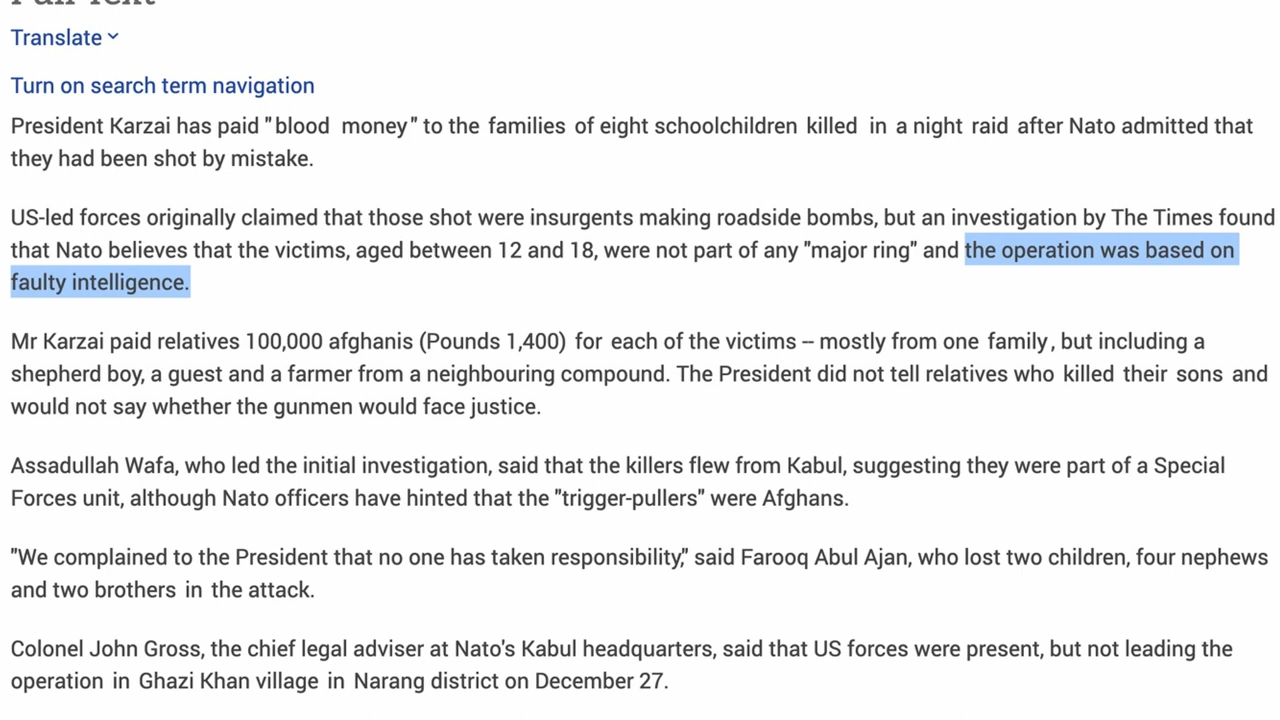 Full Text
Translate
Turn on search term navigation
President Karzai has paid "blood money" to the families of eight schoolchildren killed in a night raid after Nato admitted that
they had been shot by mistake.
US-led forces originally claimed that those shot were insurgents making roadside bombs, but an investigation by The Times found
that Nato believes that the victims, aged between 12 and 18, were not part of any "major ring" and the operation was based on
faulty intelligence.
Mr Karzai paid relatives 100,000 afghanis (Pounds 1,400) for each of the victims -- mostly from one family, but including a
shepherd boy, a guest and a farmer from a neighbouring compound. The President did not tell relatives who killed their sons and
would not say whether the gunmen would face justice.
Assadullah Wafa, who led the initial investigation, said that the killers flew from Kabul, suggesting they were part of a Special
Forces unit, although Nato officers have hinted that the "trigger-pullers" were Afghans.
"We complained to the President that no one has taken responsibility," said Farooq Abul Ajan, who lost two children, four nephews
and two brothers in the attack.
Colonel John Gross, the chief legal adviser at Nato's Kabul headquarters, said that US forces were present, but not leading the
operation in Ghazi Khan village in Narang district on December 27.